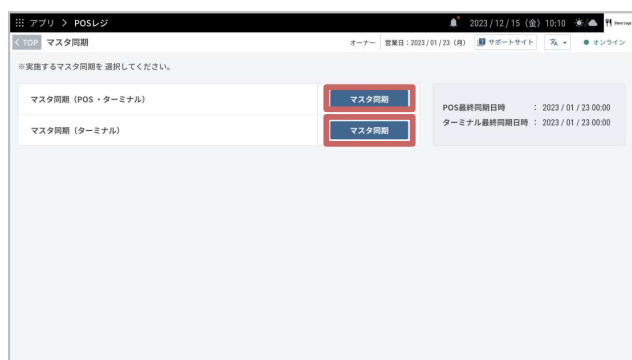 アプリ > POSレジ 2023 / 12 / 15（金）10:10
< TOP マスタ同期 オーナー 営業日：2023 / 01 / 23（月） サポートサイト オンライン
※実施するマスタ同期を 選択してください。
マスタ同期（POS・ターミナル） マスタ同期
マスタ同期（ターミナル） マスタ同期
POS最終同期日時 ： 2023 / 01 / 23 00:00
ターミナル最終同期日時 ： 2023 / 01 / 23 00:00